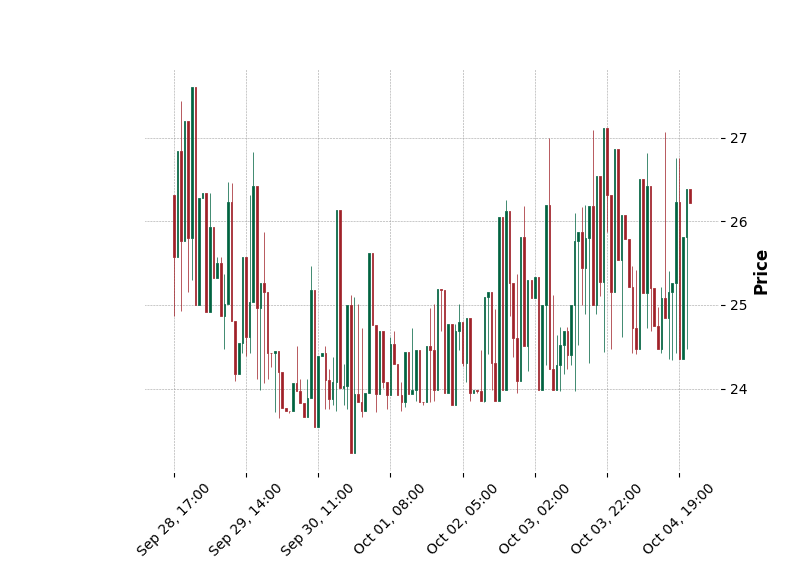 27
26
25
24
Price
Sep 28, 17:00
Sep 29, 14:00
Sep 30, 11:00
Oct 01, 08:00
Oct 02, 05:00
Oct 03, 02:00
Oct 03, 22:00
Oct 04, 19:00